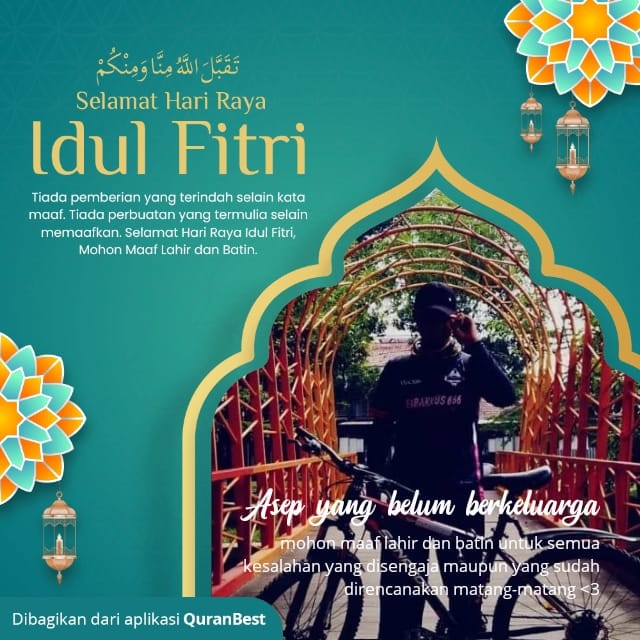 تَقَبَّلَ اللَّهُ مِنَّا وَمِنْكُمْ
Selamat Hari Raya
Idul Fitri
Tiada pemberian yang terindah selain kata
maaf. Tiada perbuatan yang termulia selain
memaafkan. Selamat Hari Raya Idul Fitri,
Mohon Maaf Lahir dan Batin.
Asep yang belum berkeluarga
mohon maaf lahir dan batin untuk semua
kesalahan yang disengaja maupun yang sudah
direncanakan matang-matang <3
Dibagikan dari aplikasi QuranBest